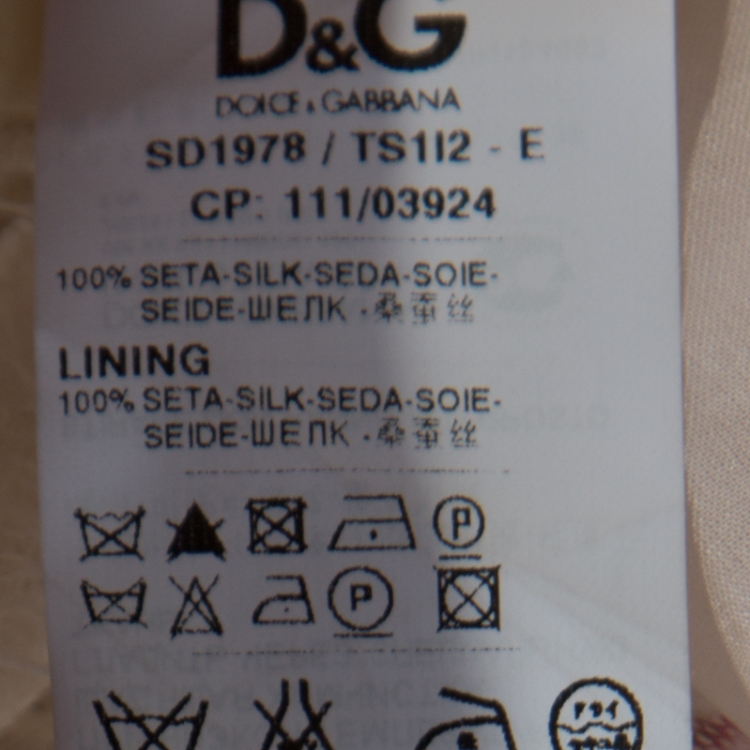 D&G
DOLCE & GABBANA
SD1978 / TS1I2 - E
CP: 111/03924
100% SETA-SILK-SEDA-SOIE-
SEIDE-ШЕЛК · 桑蚕丝
LINING
100% SETA-SILK-SEDA-SOIE-
SEIDE-ШЕЛК · 桑蚕丝
P
P
ドライ